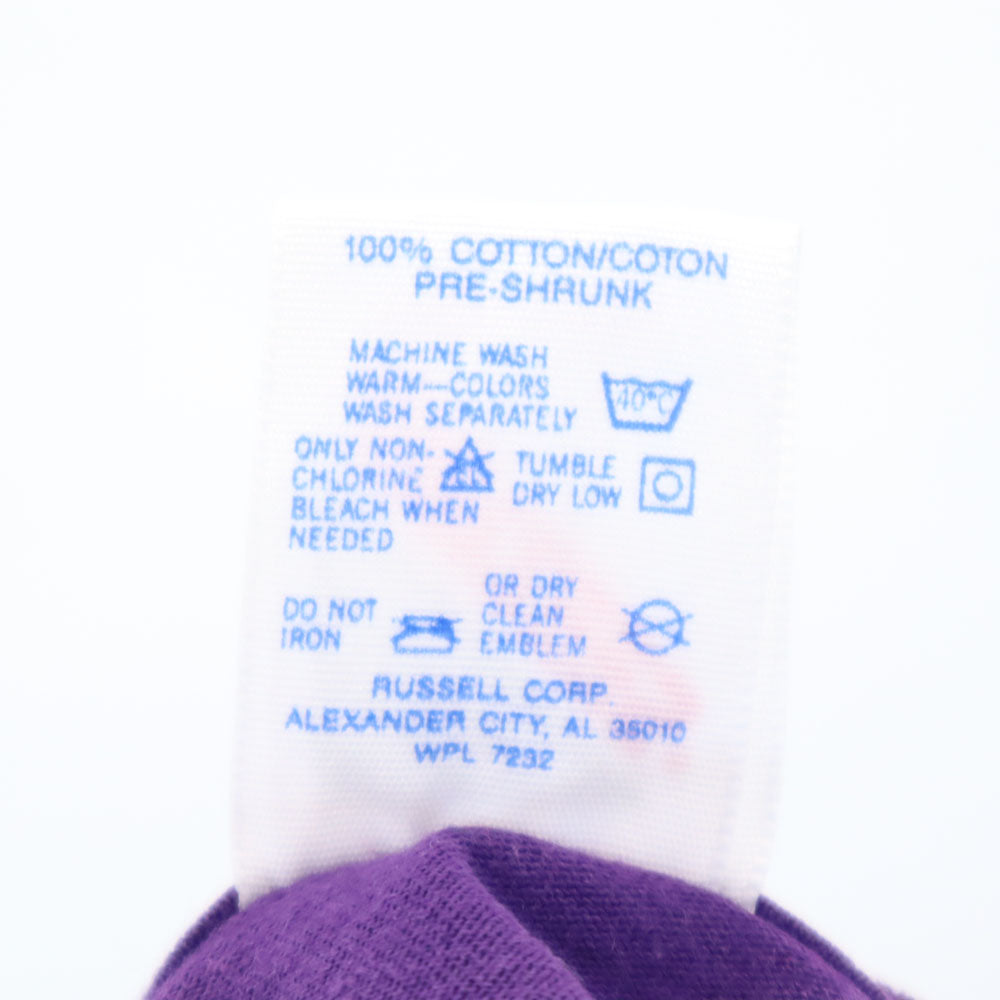 100% COTTON/COTON
PRE-SHRUNK
MACHINE WASH
WARM—COLORS
WASH SEPARATELY
40°C
ONLY NON-
CHLORINE
BLEACH WHEN
NEEDED
CL
TUMBLE
DRY LOW
DO NOT
IRON
OR DRY
CLEAN
EMBLEM
RUSSELL CORP.
ALEXANDER CITY, AL 35010
WPL 7232